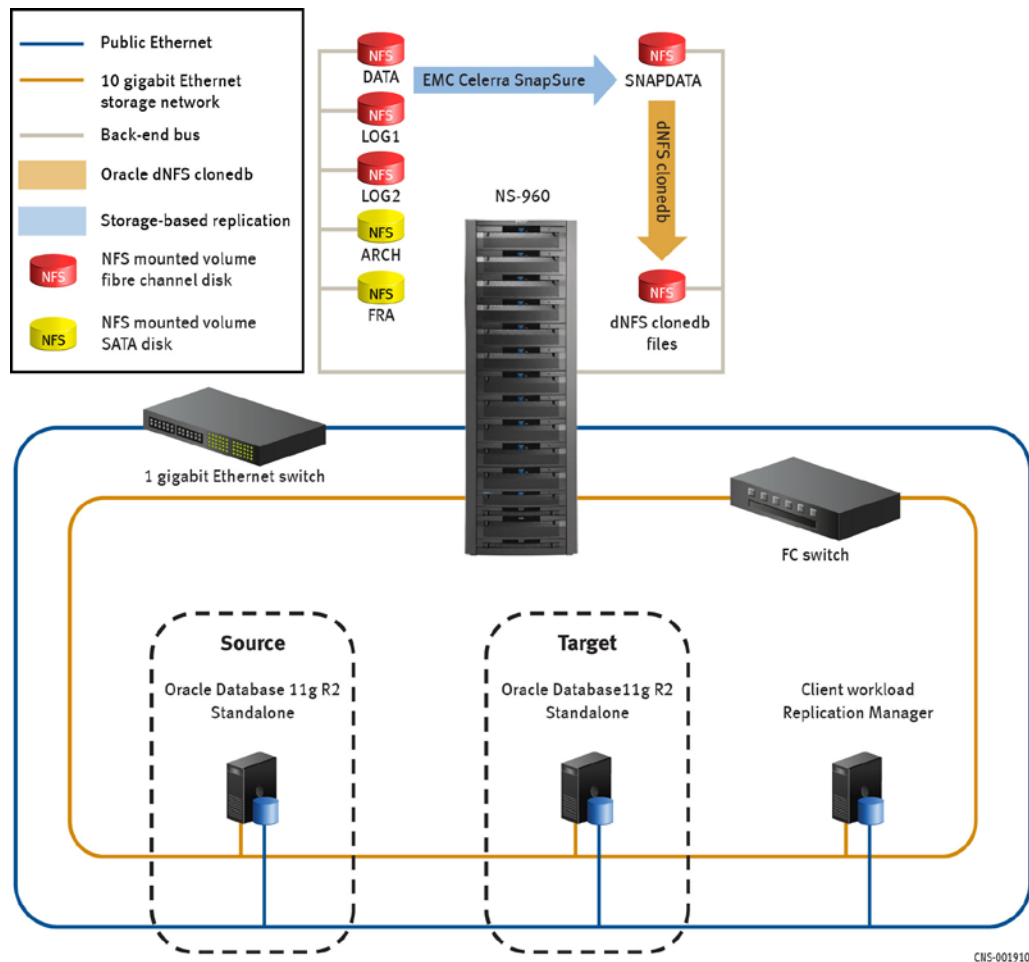 Public Ethernet
10 gigabit Ethernet
storage network
Back-end bus
Oracle dNFS clonedb
Storage-based replication
NFS
NFS mounted volume
fibre channel disk
NFS
NFS mounted volume
SATA disk
NFS
DATA
EMC Celerra SnapSure
NFS
SNAPDATA
NFS
LOG1
NFS
LOG2
NFS
ARCH
NFS
FRA
dNFS clonedb
NFS
dNFS clonedb
files
NS-960
1 gigabit Ethernet switch
FC switch
Source
Oracle Database 11g R2
Standalone
Target
Oracle Database11g R2
Standalone
Client workload
Replication Manager
CNS-001910